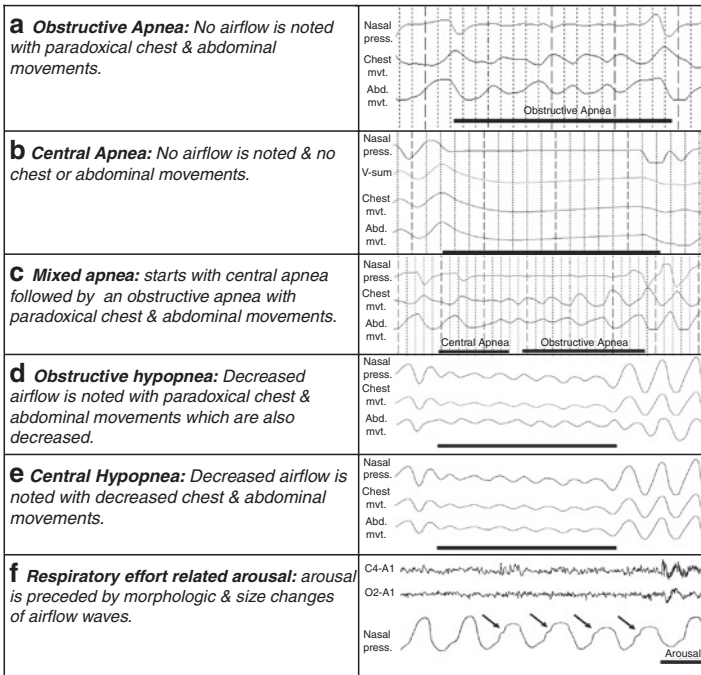 a Obstructive Apnea: No airflow is noted
with paradoxical chest & abdominal
movements.
Nasal
press.
Chest
mvt.
Abd.
mvt.
Obstructive Apnea
b Central Apnea: No airflow is noted & no
chest or abdominal movements.
Nasal
press.
V-sum
Chest
mvt.
Abd.
mvt.
c Mixed apnea: starts with central apnea
followed by an obstructive apnea with
paradoxical chest & abdominal movements.
Nasal
press.
Chest
mvt.
Abd.
mvt.
Central Apnea Obstructive Apnea
d Obstructive hypopnea: Decreased
airflow is noted with paradoxical chest &
abdominal movements which are also
decreased.
Nasal
press.
Chest
mvt.
Abd.
mvt.
e Central Hypopnea: Decreased airflow is
noted with decreased chest & abdominal
movements.
Nasal
press.
Chest
mvt.
Abd.
mvt.
f Respiratory effort related arousal: arousal
is preceded by morphologic & size changes
of airflow waves.
C4-A1
O2-A1
Nasal
press.
Arousal